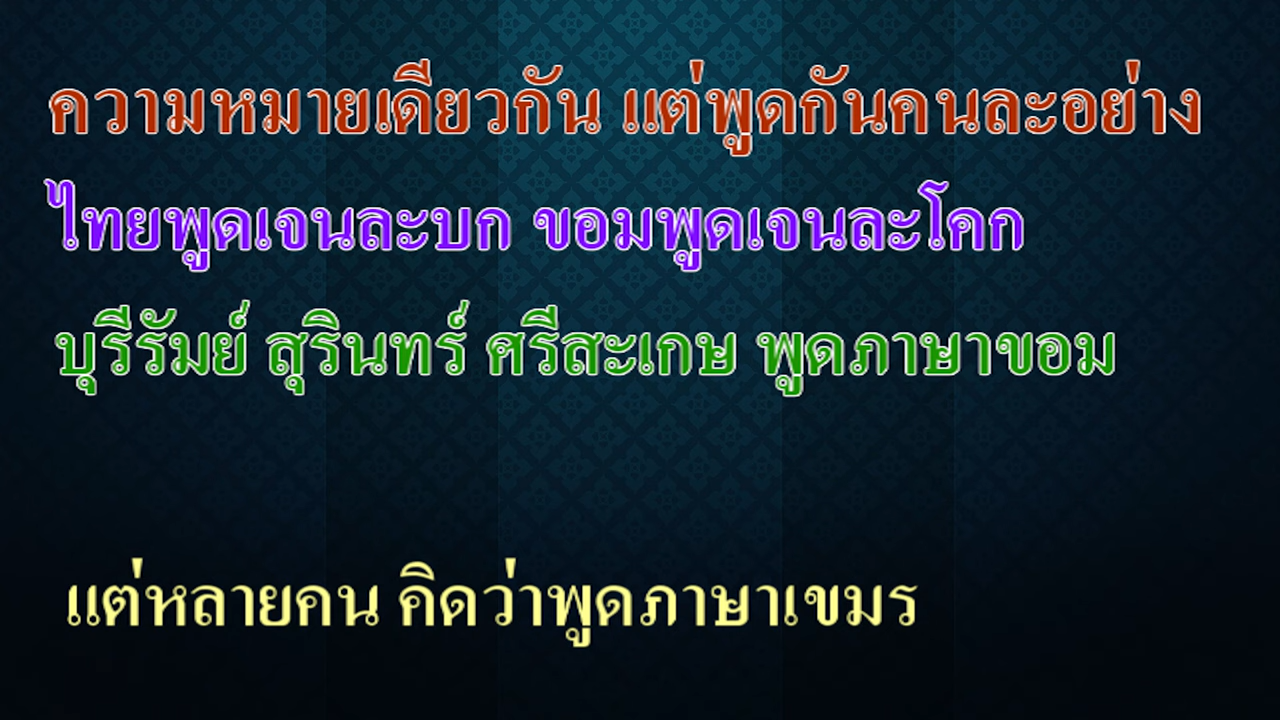 ความหมายเดียวกัน แต่พูดกันคนละอย่าง
ไทยพูดเจนละบก ขอมพูดเจนละโคก
บุรีรัมย์ สุรินทร์ ศรีสะเกษ พูดภาษาขอม
แต่หลายคน คิดว่าพูดภาษาเขมร